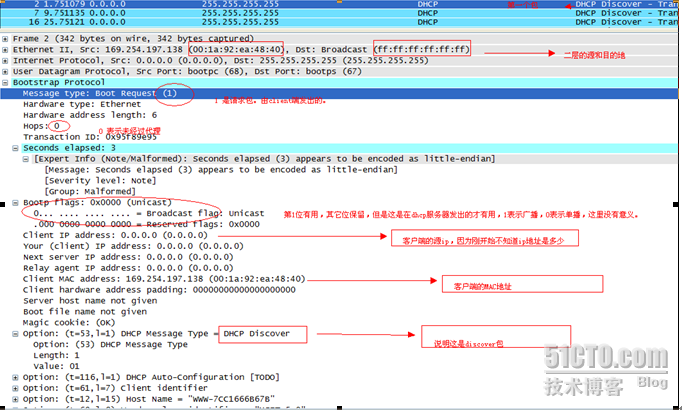 2 1.751079 0.0.0.0 255.255.255.255 DHCP 第一个包 DHCP Discover - Tran
7 9.751135 0.0.0.0 255.255.255.255 DHCP DHCP Discover - Tran
16 25.75121 0.0.0.0 255.255.255.255 DHCP DHCP Discover - Tran
Frame 2 (342 bytes on wire, 342 bytes captured)
Ethernet II, Src: 169.254.197.138 (00:1a:92:ea:48:40), Dst: Broadcast (ff:ff:ff:ff:ff:ff) 二层的源和目的地
Internet Protocol, Src: 0.0.0.0 (0.0.0.0), Dst: 255.255.255.255 (255.255.255.255)
User Datagram Protocol, Src Port: bootpc (68), Dst Port: bootps (67)
Bootstrap Protocol
Message type: Boot Request (1) 1 是请求包。由client端发出的。
Hardware type: Ethernet
Hardware address length: 6
Hops: 0 0 表示未经过代理
Transaction ID: 0x95f89e95
Seconds elapsed: 3
[Expert Info (Note/Malformed): Seconds elapsed (3) appears to be encoded as little-endian]
[Message: Seconds elapsed (3) appears to be encoded as little-endian]
[Severity level: Note]
[Group: Malformed]
Bootp flags: 0x0000 (Unicast)
0... .... .... .... = Broadcast flag: Unicast 第1位有用，其它位保留，但是这是在dhcp服务器发出的才有用，1表示广播，0表示单播，这里没有意义。
.000 0000 0000 0000 = Reserved flags: 0x0000
Client IP address: 0.0.0.0 (0.0.0.0) 客户端的源ip，因为刚开始不知道ip地址是多少
Your (client) IP address: 0.0.0.0 (0.0.0.0)
Next server IP address: 0.0.0.0 (0.0.0.0)
Relay agent IP address: 0.0.0.0 (0.0.0.0)
Client MAC address: 169.254.197.138 (00:1a:92:ea:48:40) 客户端的MAC地址
Client hardware address padding: 00000000000000000000
Server host name not given
Boot file name not given
Magic cookie: (OK)
Option: (t=53,l=1) DHCP Message Type = DHCP Discover
Option: (53) DHCP Message Type 说明这是discover包
Length: 1
Value: 01
Option: (t=116,l=1) DHCP Auto-Configuration [TODO]
Option: (t=61,l=7) Client identifier
Option: (t=12,l=15) Host Name = "WWW-7CC1666B67B"
51CTO.com
技术博客 Blog